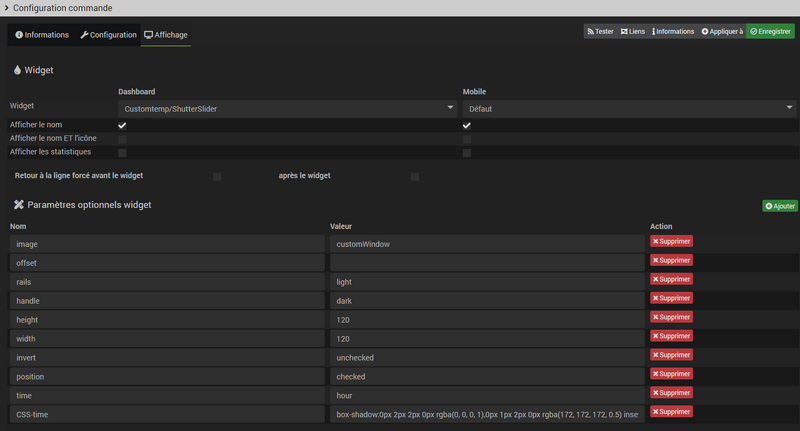 Configuration commande
Informations Configuration Affichage Tester Liens Informations Appliquer à Enregistrer
Widget
Dashboard Mobile
Widget Customtemp/ShutterSlider Défaut
Afficher le nom
Afficher le nom ET l'icône
Afficher les statistiques
Retour à la ligne forcé avant le widget après le widget
Paramètres optionnels widget Ajouter
Nom Valeur Action
image customWindow Supprimer
offset Supprimer
rails light Supprimer
handle dark Supprimer
height 120 Supprimer
width 120 Supprimer
invert unchecked Supprimer
position checked Supprimer
time hour Supprimer
CSS-time box-shadow:0px 2px 2px 0px rgba(0, 0, 0, 1),0px 1px 2px 0px rgba(172, 172, 172, 0.5) inse Supprimer